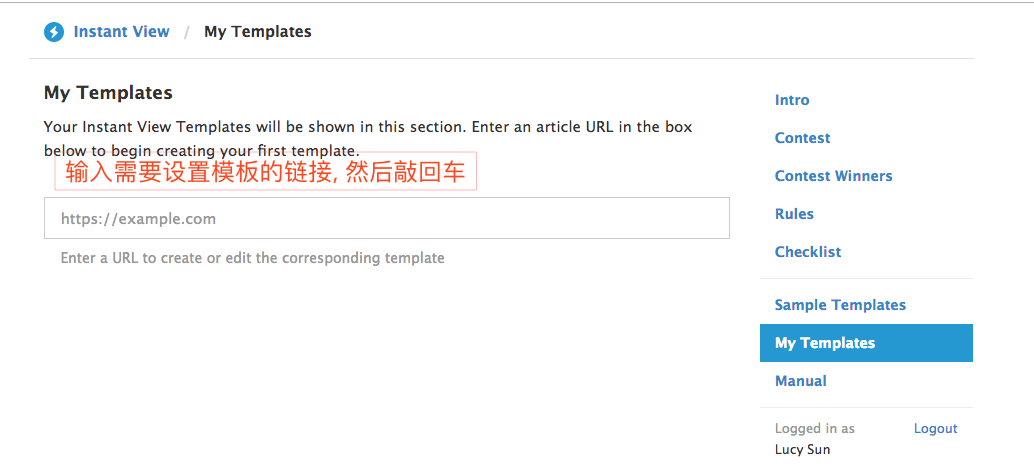 Instant View / My Templates
My Templates
Your Instant View Templates will be shown in this section. Enter an article URL in the box
below to begin creating your first template.
输入需要设置模板的链接, 然后敲回车
https://example.com
Enter a URL to create or edit the corresponding template
Intro
Contest
Contest Winners
Rules
Checklist
Sample Templates
My Templates
Manual
Logged in as Logout
Lucy Sun